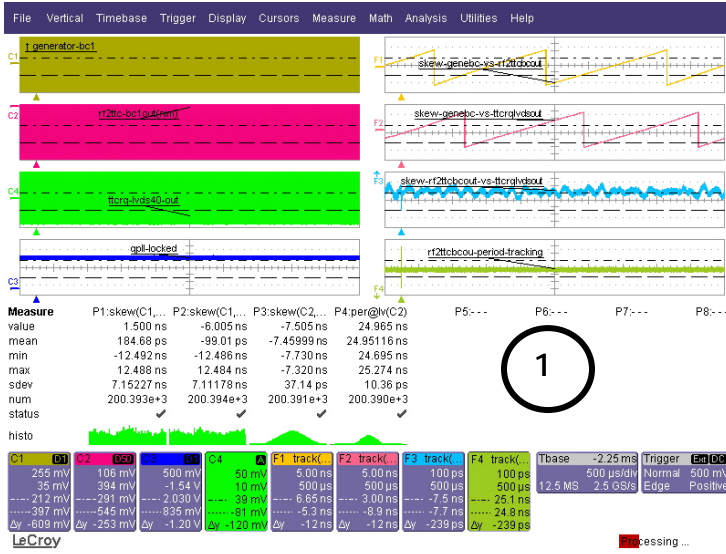 File Vertical Timebase Trigger Display Cursors Measure Math Analysis Utilities Help
C1 ↑ generator-bc1
F1 skew-genebc-vs-rf2ttcbcout
C2 rf2ttc-bc1out(nim)
F2 skew-genebc-vs-ttcrqlvdsout
C4 ttcrq-lvds40-out
F3 skew-rf2ttcbcout-vs-ttcrqlvdsout
C3 qpll-locked
F4 rf2ttcbcou-period-tracking
Measure P1:skew(C1,... P2:skew(C1,... P3:skew(C2,... P4:per@lv(C2) P5:- - - P6:- - - P7:- - - P8:- - -
value 1.500 ns -6.005 ns -7.505 ns 24.965 ns
mean 184.68 ps -99.01 ps -7.45999 ns 24.95116 ns
min -12.492 ns -12.486 ns -7.730 ns 24.695 ns
max 12.488 ns 12.484 ns -7.320 ns 25.274 ns
sdev 7.15227 ns 7.11178 ns 37.14 ps 10.36 ps
num 200.393e+3 200.394e+3 200.391e+3 200.390e+3
status
histo
1
C1 D1 C2 D50 C3 C4 A F1 track(... F2 track(... F3 track(... F4 track(... Tbase -2.25 ms Trigger Ext DC
255 mV 106 mV 500 mV 50 mV 5.00 ns 5.00 ns 100 ps 100 ps 500 µs/div Normal 500 mV
35 mV 394 mV -1.54 V 10 mV 500 µs 500 µs 500 µs 500 µs 12.5 MS 2.5 GS/s Edge Positive
212 mV -291 mV 2.030 V 39 mV 6.65 ns 3.00 ns -7.5 n 25.1 n
397 mV -545 mV 835 mV -81 mV -5.3 n -8.9 n -7.7 n 24.8 n
Δy -609 mV Δy -253 mV Δy -1.20 V Δy -120 mV Δy -12 n Δy -12 n Δy -239 ps Δy -239 ps
LeCroy
Processing ...